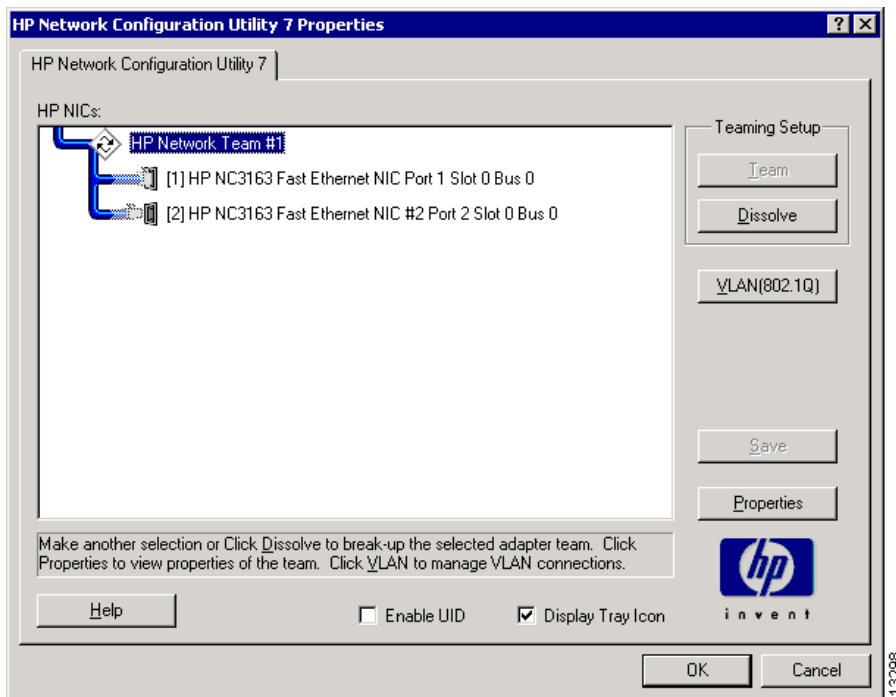 HP Network Configuration Utility 7 Properties
HP Network Configuration Utility 7
HP NICs:
HP Network Team #1
[1] HP NC3163 Fast Ethernet NIC Port 1 Slot 0 Bus 0
[2] HP NC3163 Fast Ethernet NIC #2 Port 2 Slot 0 Bus 0
Teaming Setup
Team
Dissolve
VLAN(802.1Q)
Save
Properties
Make another selection or Click Dissolve to break-up the selected adapter team. Click
Properties to view properties of the team. Click VLAN to manage VLAN connections.
hp
invent
Help
Enable UID
Display Tray Icon
OK
Cancel